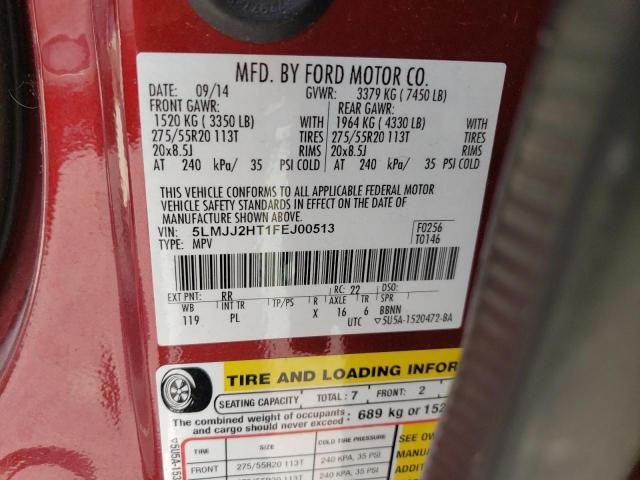 MFD. BY FORD MOTOR CO.
DATE: 09/14 GVWR: 3379 KG ( 7450 LB)
FRONT GAWR: REAR GAWR:
1520 KG ( 3350 LB) WITH 1964 KG ( 4330 LB) WITH
275/55R20 113T TIRES 275/55R20 113T TIRES
20x8.5J RIMS 20x8.5J RIMS
AT 240 kPa/ 35 PSI COLD AT 240 kPa/ 35 PSI COLD
THIS VEHICLE CONFORMS TO ALL APPLICABLE FEDERAL MOTOR
VEHICLE SAFETY STANDARDS IN EFFECT ON THE DATE OF
MANUFACTURE SHOWN ABOVE.
VIN: 5LMJJ2HT1FEJ00513 F0256
TYPE: MPV T0146
EXT PNT: RR RC: 22 DSO:
WB INT TR TP/PS R AXLE TR SPR
119 PL X 16 6 BBNN
UTC ▽5U5A-1520472-BA
TIRE AND LOADING INFOR
SEATING CAPACITY TOTAL: 7 FRONT: 2
The combined weight of occupants
and cargo should never exceed: 689 kg or 152
▽5U5A-153
TIRE SIZE COLD TIRE PRESSURE
FRONT 275/55R20 113T 240 KPA, 35 PSI
SEE OW
MANUA
ADDIT